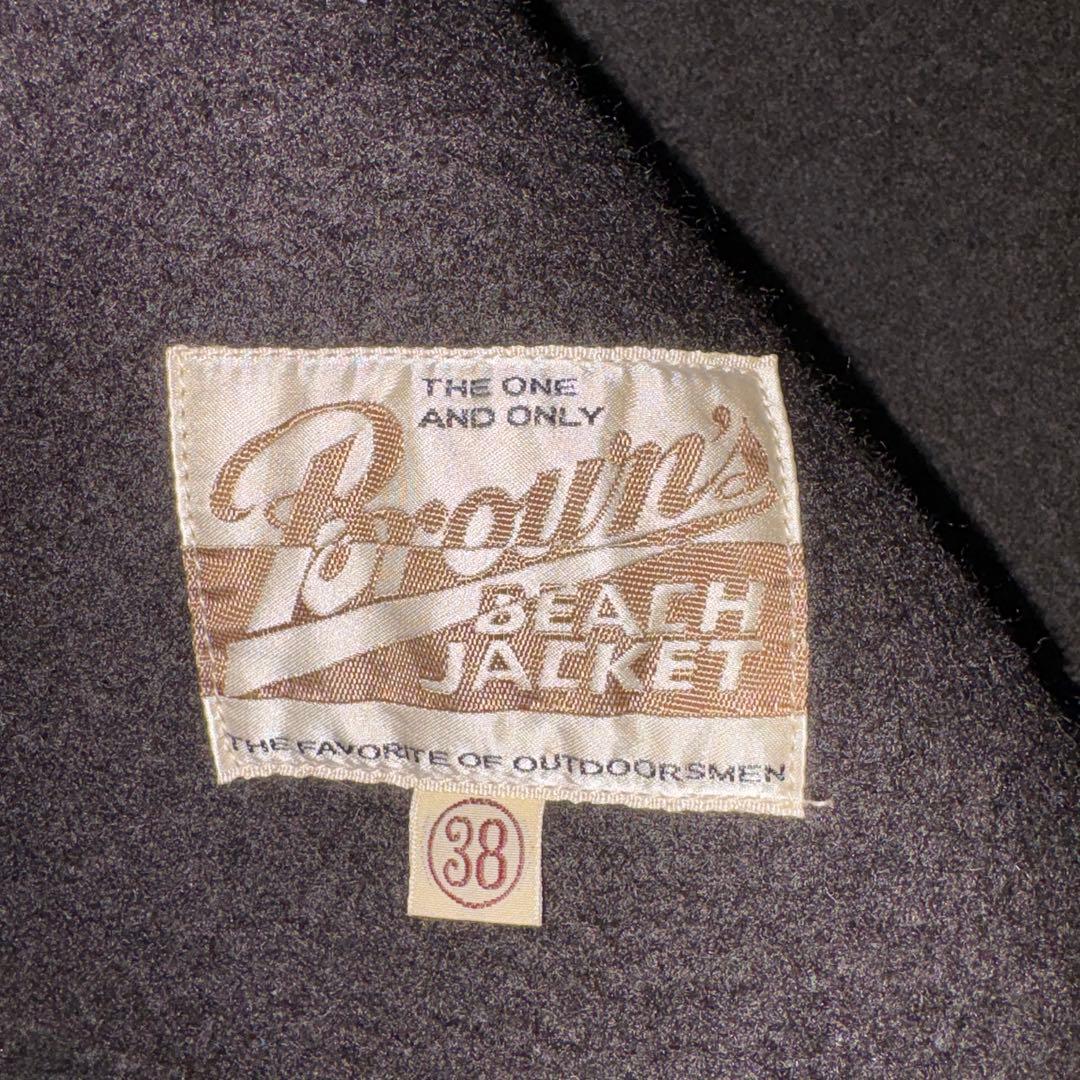 THE ONE
AND ONLY
Brown's
BEACH
JACKET
THE FAVORITE OF OUTDOORSMEN
38